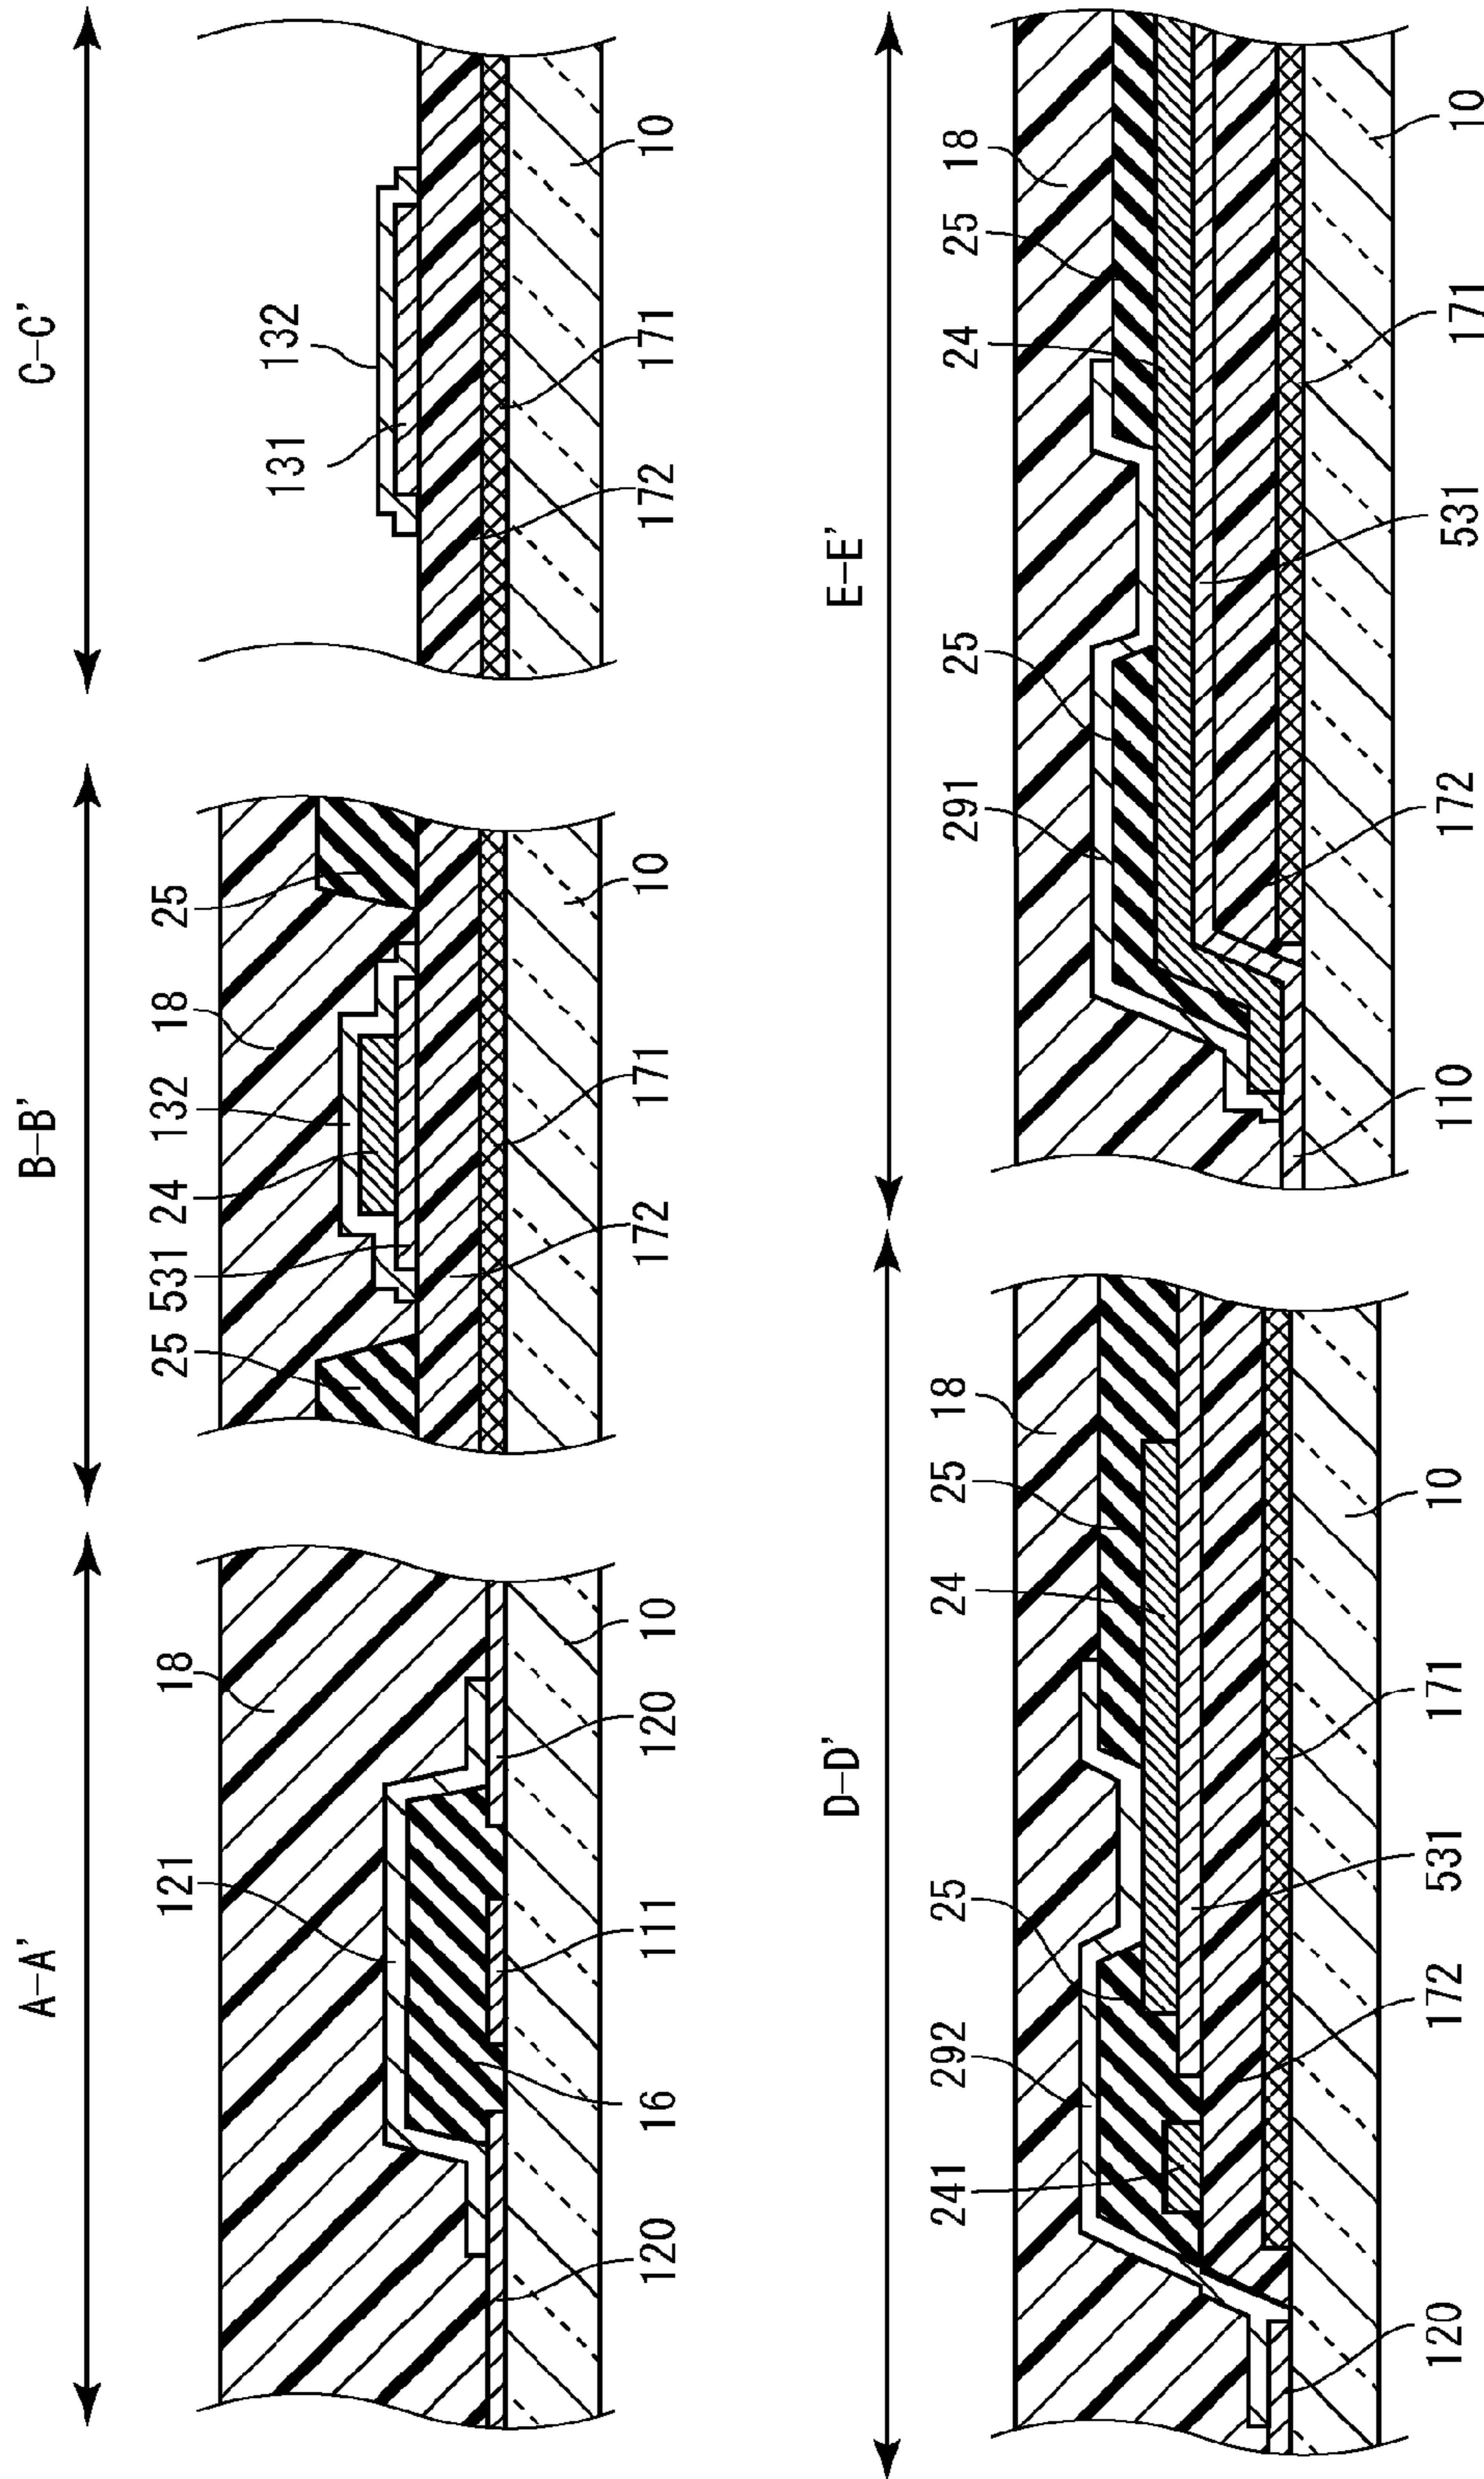 A-A' B-B' C-C'
121 18 25 531 24 132 18 25 131 132
120 16 111 120 10 172 171 10 172 171 10
D-D' E-E'
241 292 25 24 25 18 291 25 24 25 18
120 172 531 171 10 110 172 531 171 10